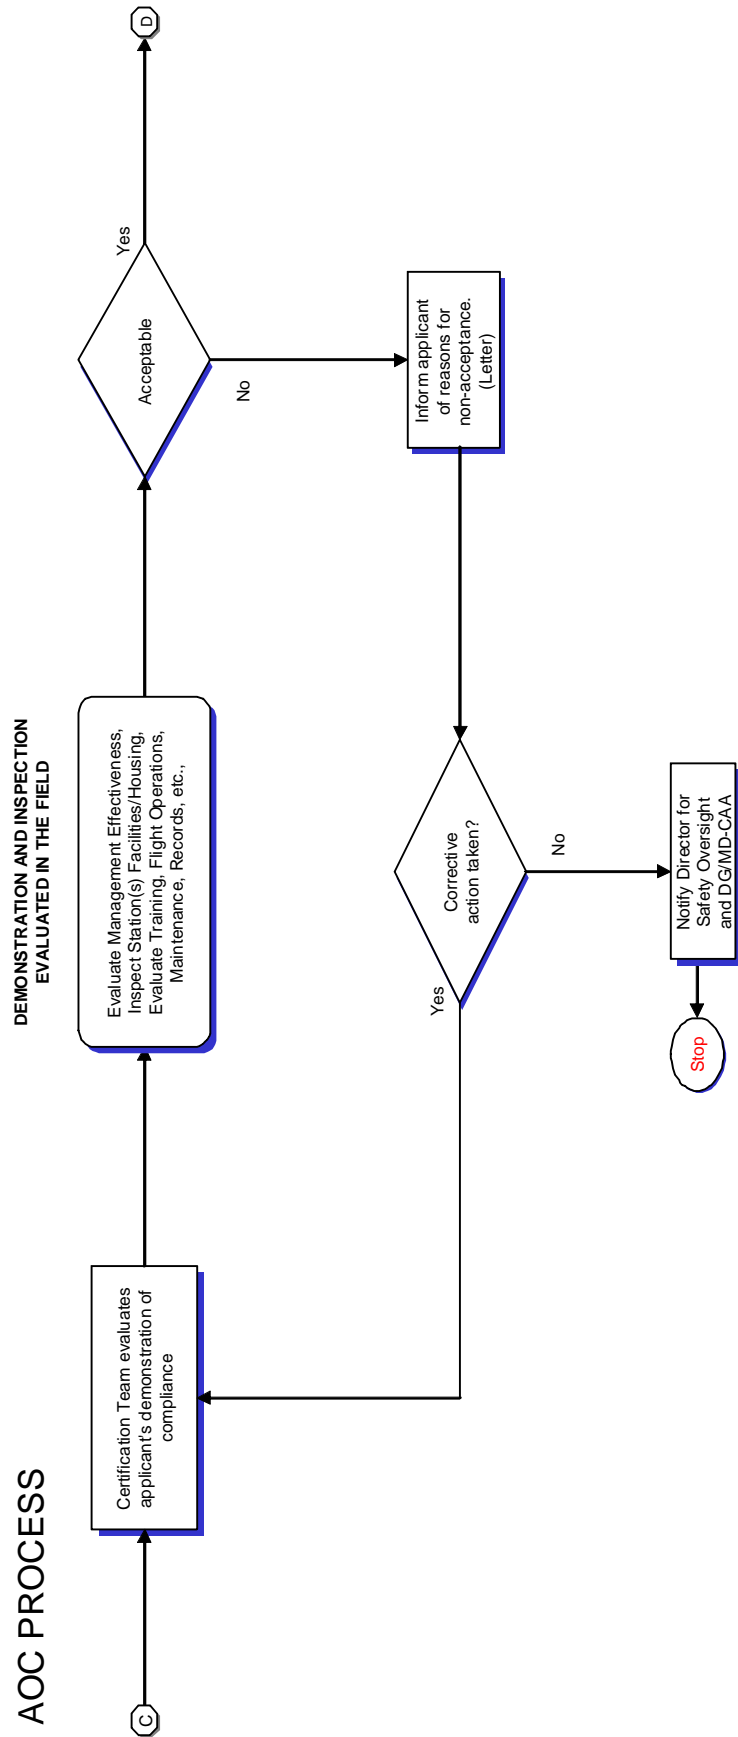 AOC PROCESS
DEMONSTRATION AND INSPECTION
EVALUATED IN THE FIELD
C
Certification Team evaluates
applicant's demonstration of
compliance
Evaluate Management Effectiveness,
Inspect Station(s) Facilities/Housing,
Evaluate Training, Flight Operations,
Maintenance, Records, etc.,
Acceptable
Yes
D
No
Inform applicant
of reasons for
non-acceptance.
(Letter)
Corrective
action taken?
Yes
No
Notify Director for
Safety Oversight
and DG/MD-CAA
Stop